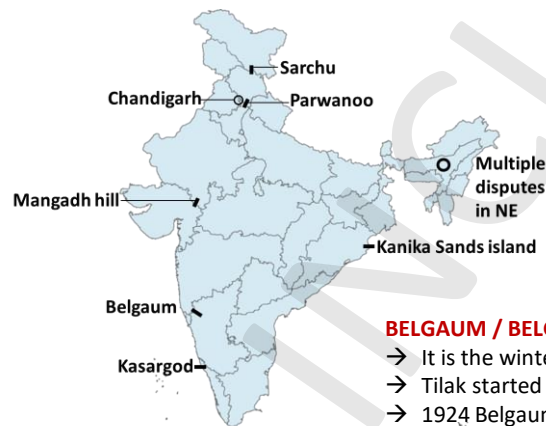 Sarchu
Chandigarh
Parwanoo
Multiple
disputes
in NE
Mangadh hill
Kanika Sands island
Belgaum
BELGAUM /
Kasargod
→ It is the
→ Tilak started
→ 1924